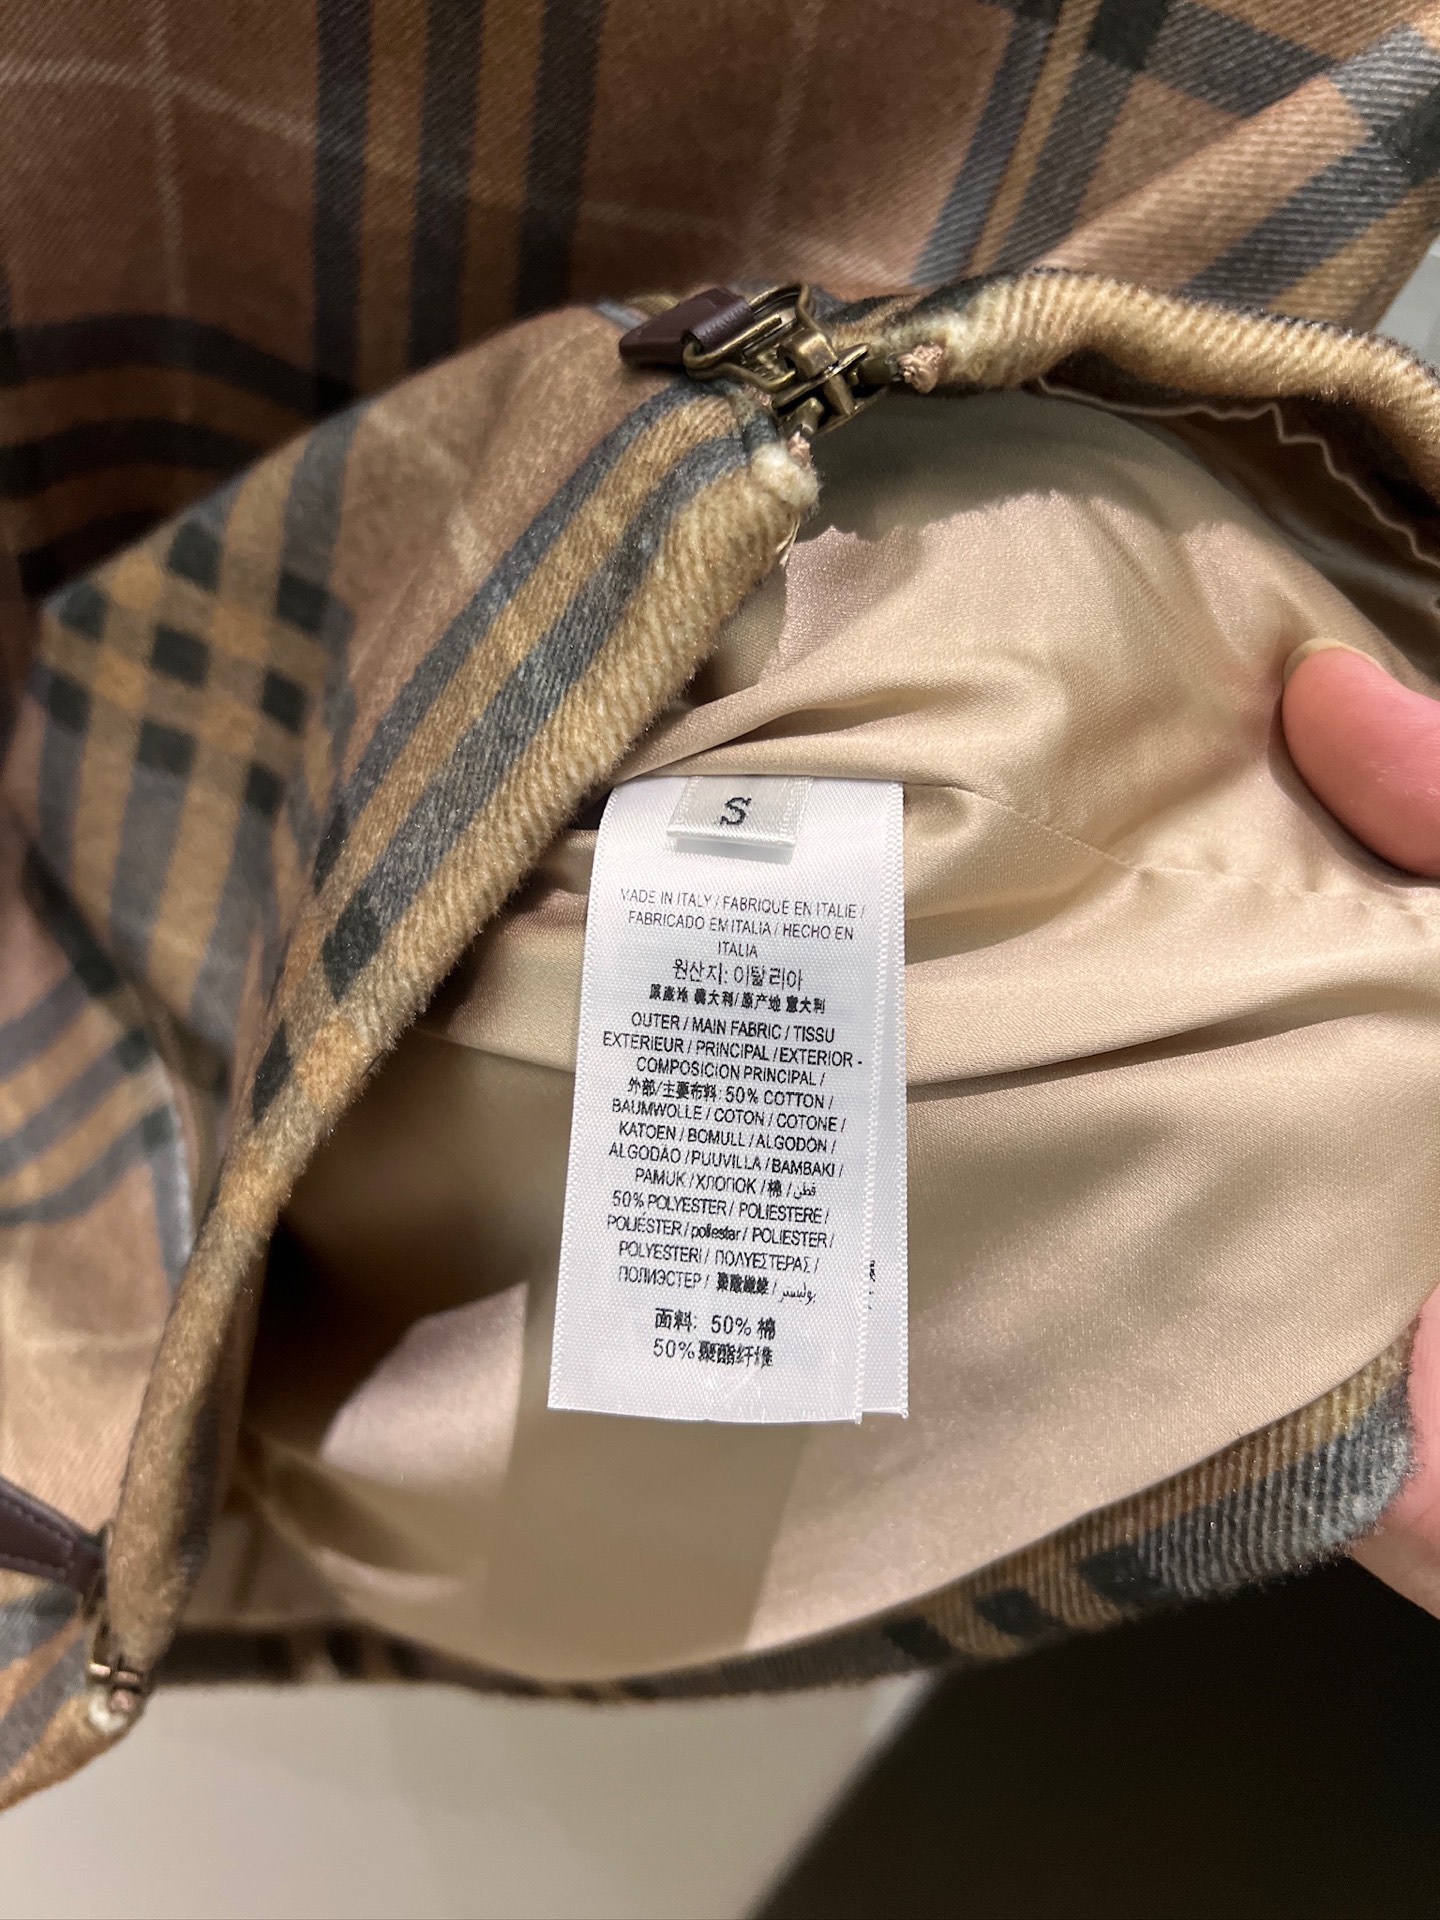 S
MADE IN ITALY / FABRIQUE EN ITALIE /
FABRICADO EM ITALIA / HECHO EN
ITALIA
원산지: 이탈리아
原產地 義大利/原产地 意大利
OUTER / MAIN FABRIC / TISSU
EXTERIEUR / PRINCIPAL / EXTERIOR -
COMPOSICION PRINCIPAL /
外部/主要布料: 50% COTTON /
BAUMWOLLE / COTON / COTONE /
KATOEN / BOMULL / ALGODÓN /
ALGODÃO / PUUVILLA / BAMBAKI /
PAMUK / ХЛОПОК / 棉 / قطن
50% POLYESTER / POLIESTERE /
POLIÉSTER / poliestar / POLIESTER /
POLYESTERI / ΠΟΛΥΕΣΤΕΡΑΣ /
ПОЛИЭСТЕР / 聚酯纖維 / بوليستر
面料: 50% 棉
50% 聚酯纤维